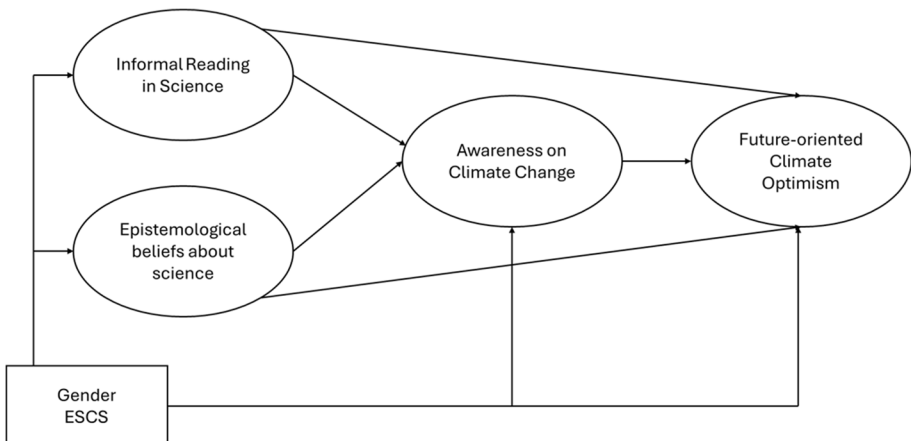 Informal Reading
in Science
Awareness on
Climate Change
Future-oriented
Climate
Optimism
Epistemological
beliefs about
science
Gender
ESCS